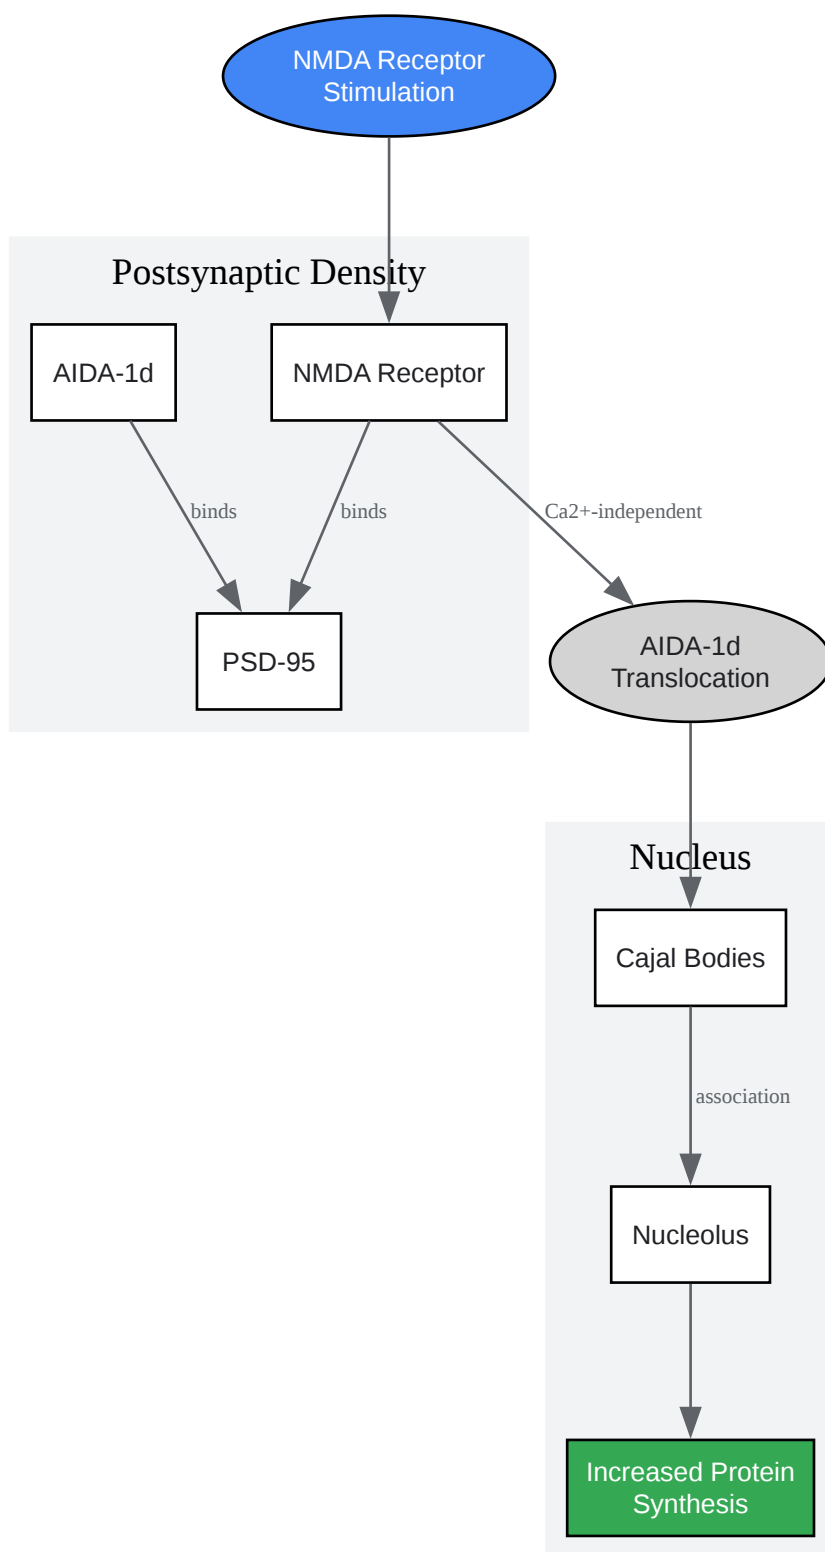 NMDA Receptor
Stimulation
Postsynaptic Density
AIDA-1d
NMDA Receptor
binds
binds
Ca2+-independent
PSD-95
AIDA-1d
Translocation
Nucleus
Cajal Bodies
association
Nucleolus
Increased Protein
Synthesis